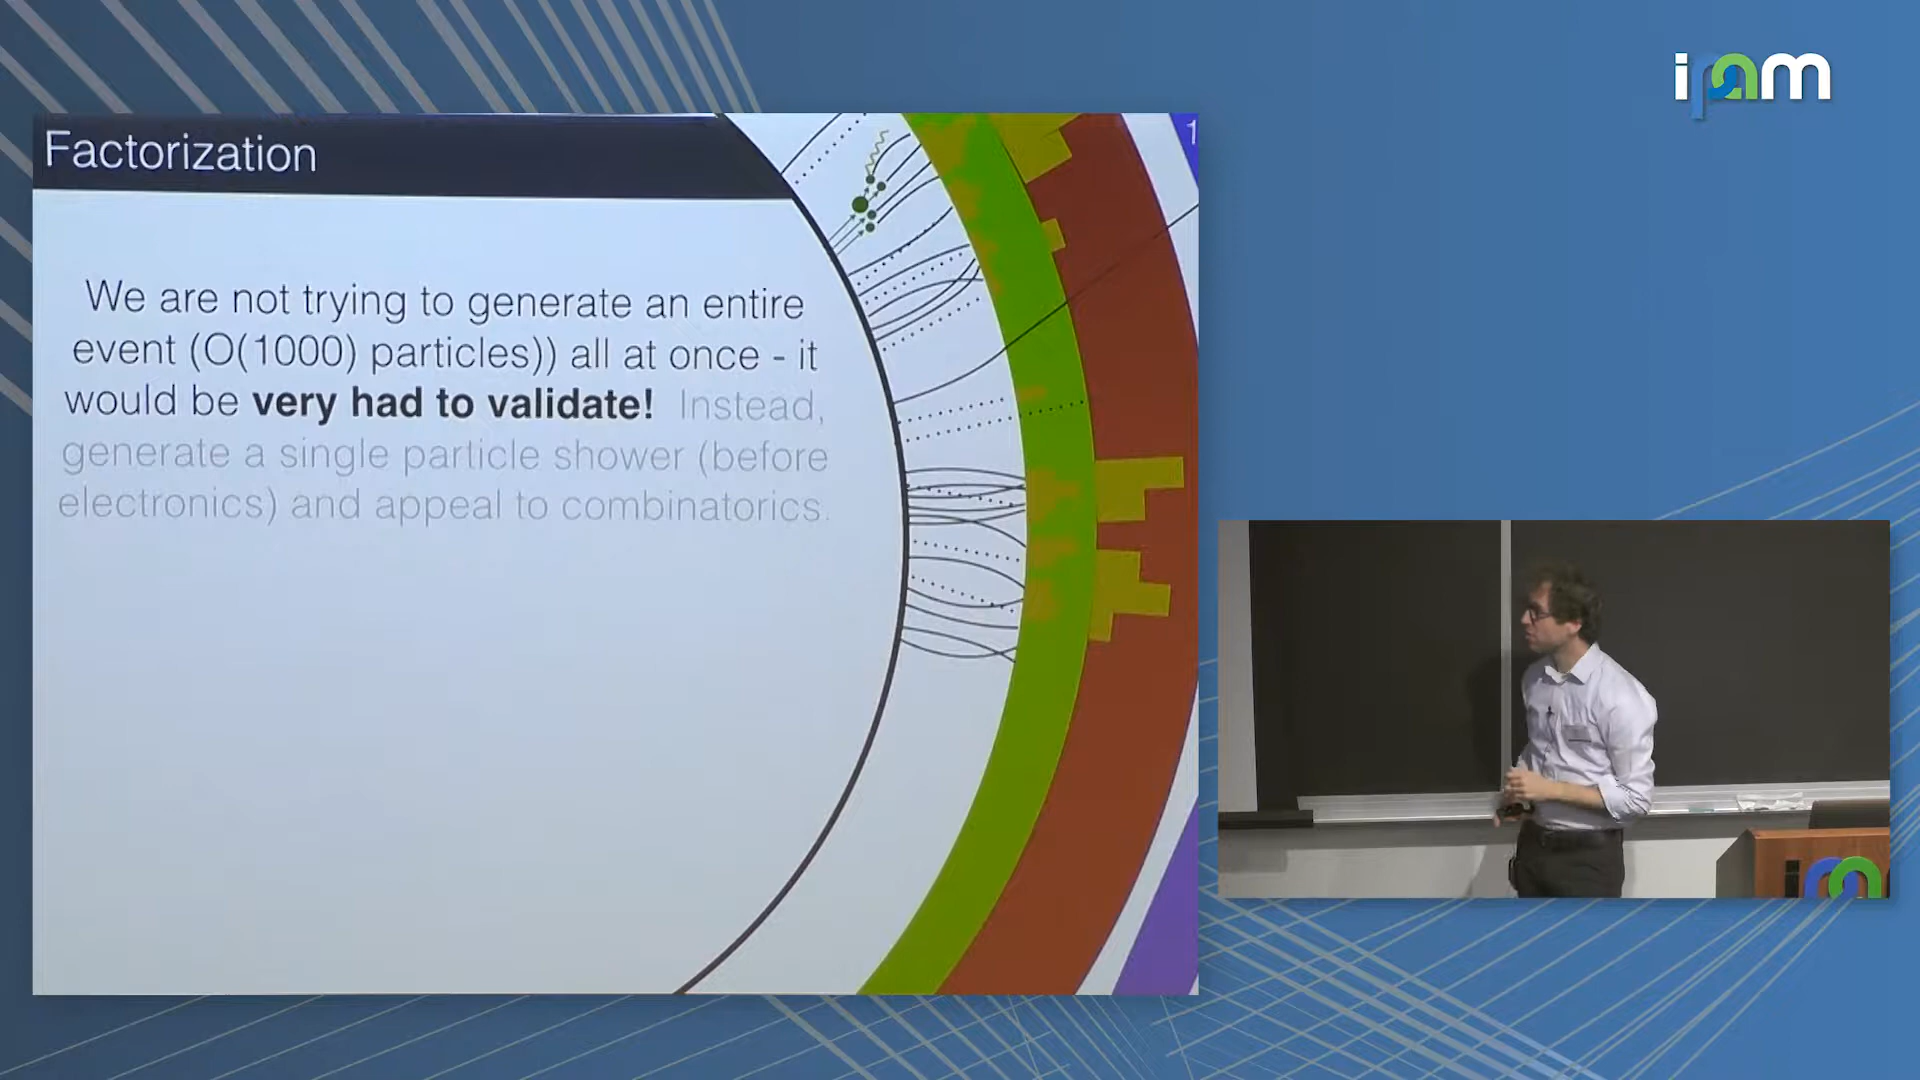 ipam
Factorization
1
We are not trying to generate an entire
event (O(1000) particles)) all at once - it
would be very had to validate! Instead,
generate a single particle shower (before
electronics) and appeal to combinatorics.